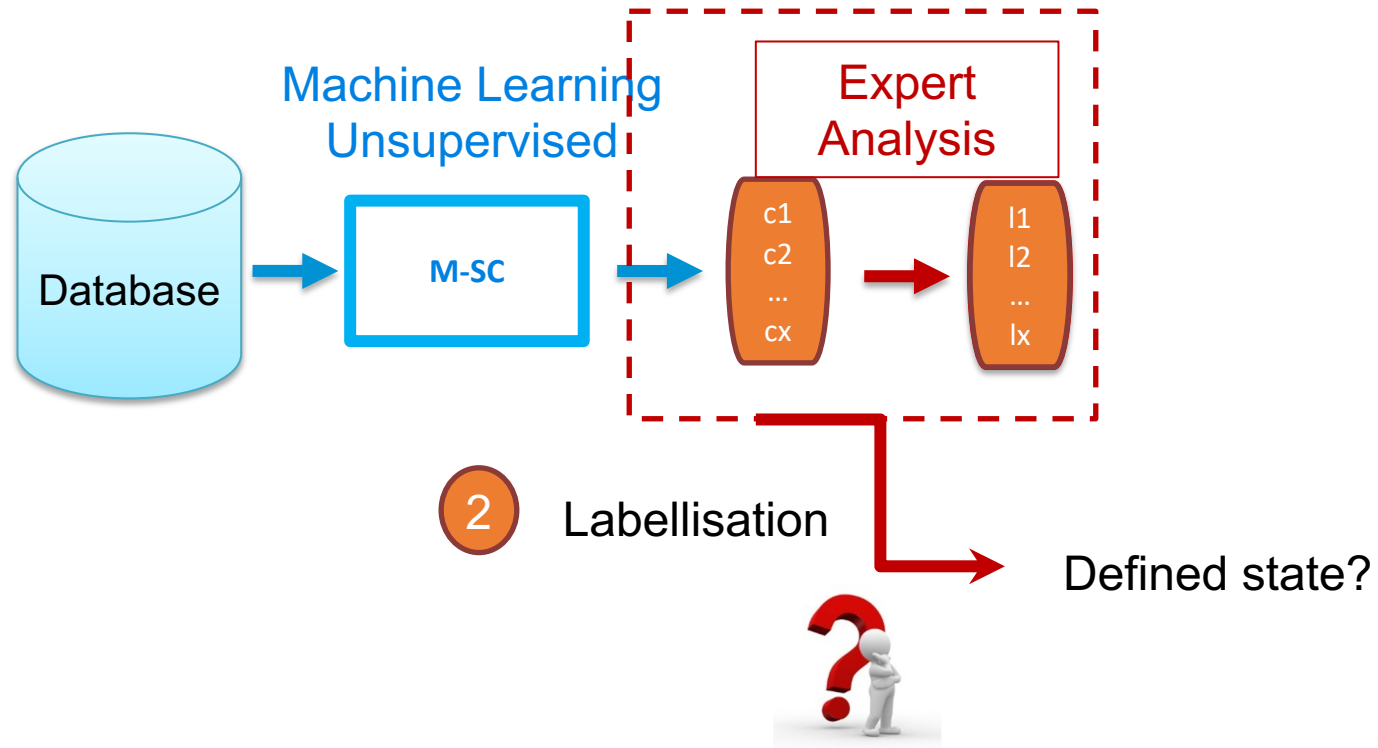 Machine Learning
Unsupervised
Expert
Analysis
Database
M-SC
c1
c2
...
cx
l1
l2
...
lx
2
Labellisation
Defined state?
?